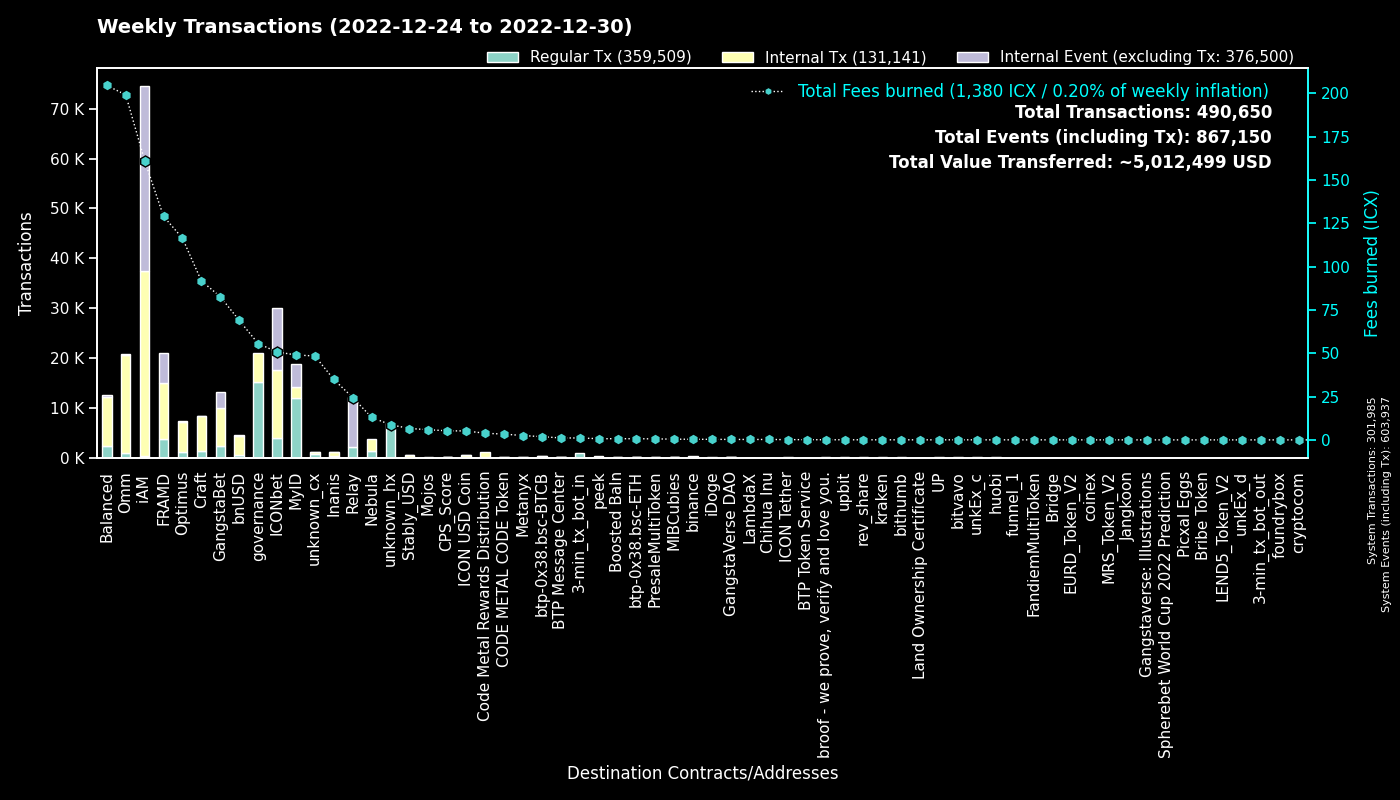 Weekly Transactions (2022-12-24 to 2022-12-30)
Regular Tx (359,509)
Internal Tx (131,141)
Internal Event (excluding Tx: 376,500)
Total Fees burned (1,380 ICX / 0.20% of weekly inflation)
Total Transactions: 490,650
Total Events (including Tx): 867,150
Total Value Transferred: ~5,012,499 USD
Transactions
70 K
60 K
50 K
40 K
30 K
20 K
10 K
0 K
200
175
150
125
100
75
50
25
0
Fees burned (ICX)
System Transactions: 301,985
System Events (including Tx): 603,937
Balanced
Omm
iAM
FRAMD
Optimus
Craft
GangstaBet
bnUSD
governance
ICONbet
MyID
unknown_cx
Inanis
Relay
Nebula
unknown_hx
Stably_USD
Mojos
CPS_Score
ICON USD Coin
Code Metal Rewards Distribution
CODE METAL CODE Token
Metanyx
btp-0x38.bsc-BTCB
BTP Message Center
3-min_tx_bot_in
peek
Boosted Baln
btp-0x38.bsc-ETH
PresaleMultiToken
MIBCubies
binance
iDoge
GangstaVerse DAO
LambdaX
Chihua Inu
ICON Tether
BTP Token Service
broof - we prove, verify and love you.
upbit
rev_share
kraken
bithumb
Land Ownership Certificate
UP
bitvavo
unkEx_c
huobi
funnel_1
FandiemMultiToken
Bridge
EURD_Token_V2
coinex
MRS_Token_V2
Jangkoon
Gangstaverse: Illustrations
Spherebet World Cup 2022 Prediction
Picxal Eggs
Bribe Token
LEND5_Token_V2
unkEx_d
3-min_tx_bot_out
foundrybox
cryptocom
Destination Contracts/Addresses